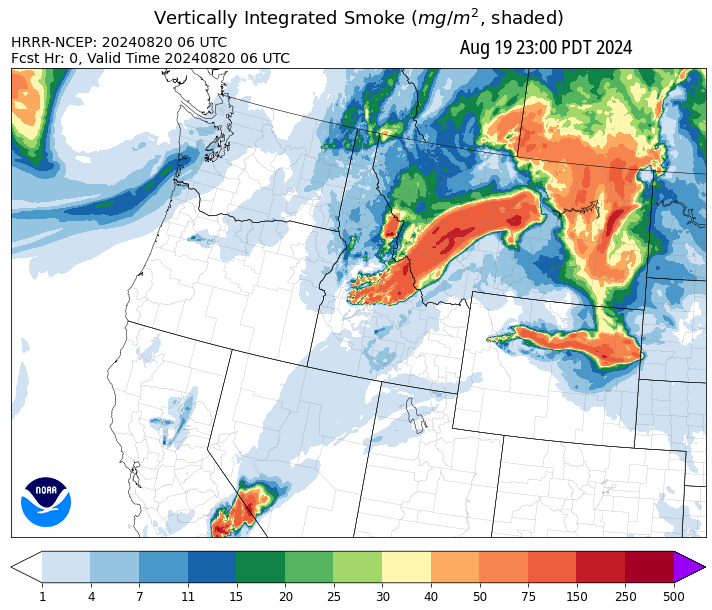 Vertically Integrated Smoke (mg/m², shaded)
HRRR-NCEP: 20240820 06 UTC
Fcst Hr: 0, Valid Time 20240820 06 UTC
Aug 19 23:00 PDT 2024
NOAA
1 4 7 11 15 20 25 30 40 50 75 150 250 500